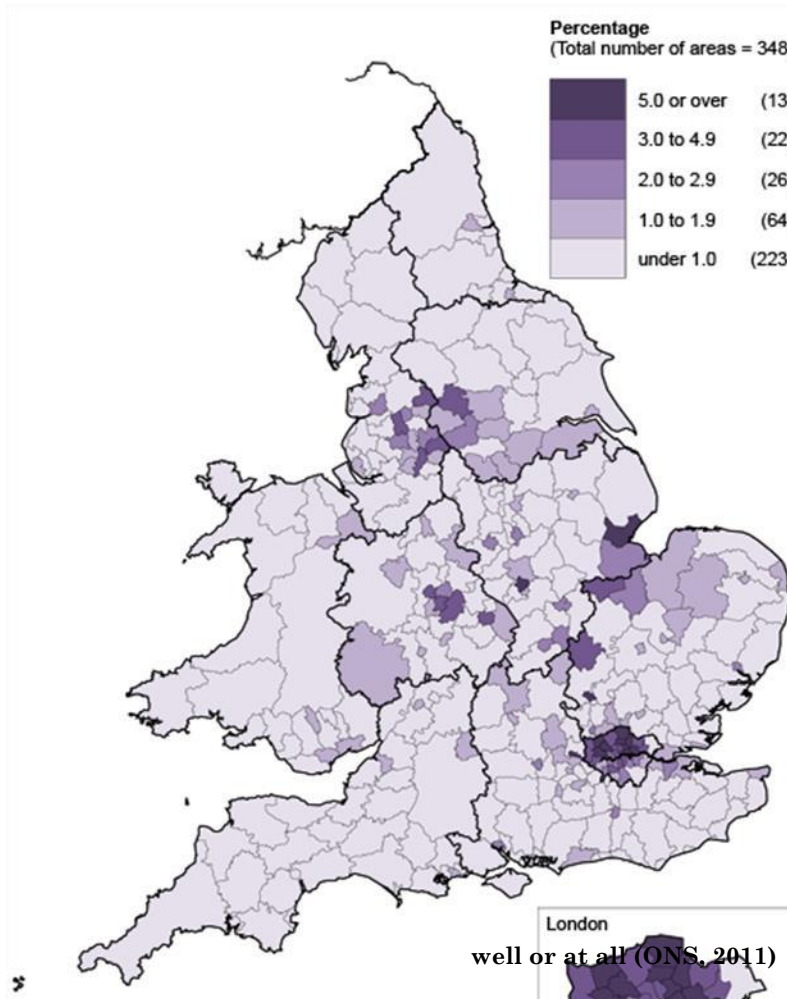 Percentage
(Total number of areas = 348
5.0 or over (13
3.0 to 4.9 (22
2.0 to 2.9 (26
1.0 to 1.9 (64
under 1.0 (223
London
well or at all (ONS, 2011)